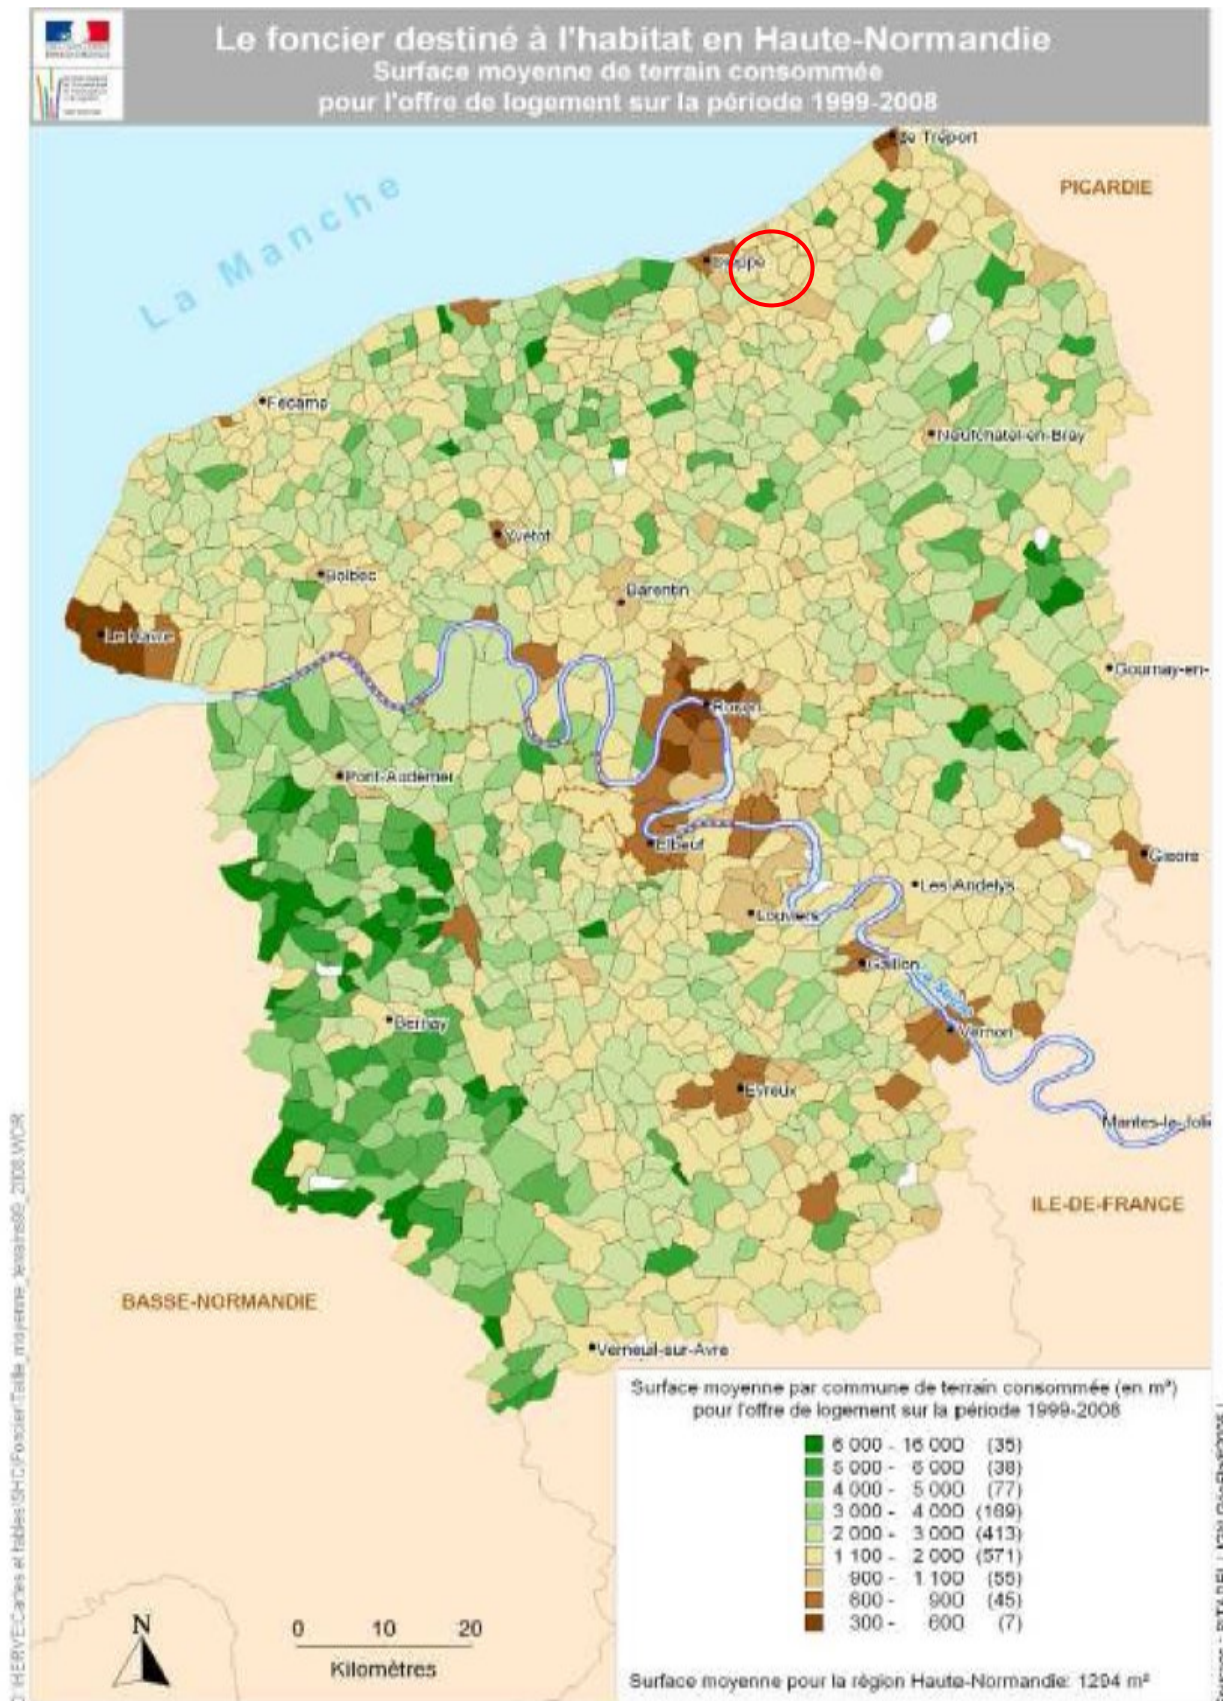 Le foncier destiné à l'habitat en Haute-Normandie
Surface moyenne de terrain consommée
pour l'offre de logement sur la période 1999-2008
Le Tréport
PICARDIE
La Manche
Dieppe
Fécamp
Neufchatel-en-Bray
Yvetot
Bolbec
Barentin
Le Havre
Gournay-en-
Rouen
Pont-Audemer
Elbeuf
Gisors
Les Andelys
Louviers
Gaillon
La Seine
Bernay
Vernon
Evreux
Mantes-la-Jolie
ILE-DE-FRANCE
BASSE-NORMANDIE
Verneuil-sur-Avre
Surface moyenne par commune de terrain consommée (en m²)
pour l'offre de logement sur la période 1999-2008
6 000 - 16 000 (35)
5 000 - 6 000 (38)
4 000 - 5 000 (77)
3 000 - 4 000 (169)
2 000 - 3 000 (413)
1 100 - 2 000 (571)
900 - 1 100 (55)
600 - 900 (45)
300 - 600 (7)
N
0 10 20
Kilomètres
Surface moyenne pour la région Haute-Normandie: 1294 m²